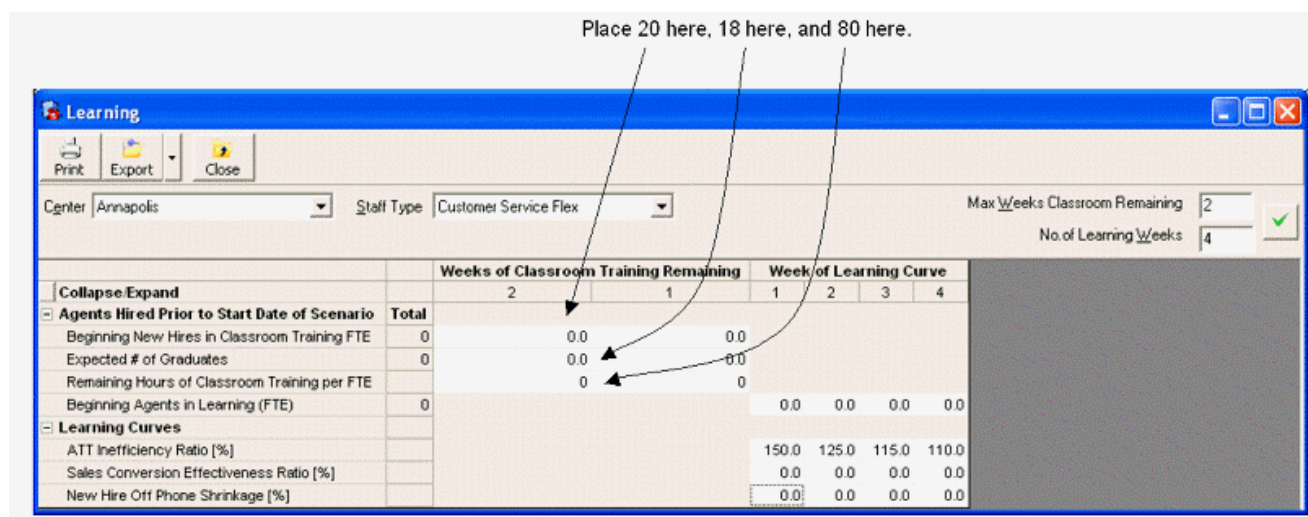 Place 20 here, 18 here, and 80 here.
Learning
Print Export Close
Center Annapolis Staff Type Customer Service Flex Max Weeks Classroom Remaining 2
No.of Learning Weeks 4
Weeks of Classroom Training Remaining Week of Learning Curve
Collapse/Expand 2 1 1 2 3 4
Agents Hired Prior to Start Date of Scenario Total
Beginning New Hires in Classroom Training FTE 0 0.0 0.0
Expected # of Graduates 0 0.0 0.0
Remaining Hours of Classroom Training per FTE 0 0
Beginning Agents in Learning (FTE) 0 0.0 0.0 0.0 0.0
Learning Curves
ATT Inefficiency Ratio [%] 150.0 125.0 115.0 110.0
Sales Conversion Effectiveness Ratio [%] 0.0 0.0 0.0 0.0
New Hire Off Phone Shrinkage [%] 0.0 0.0 0.0 0.0